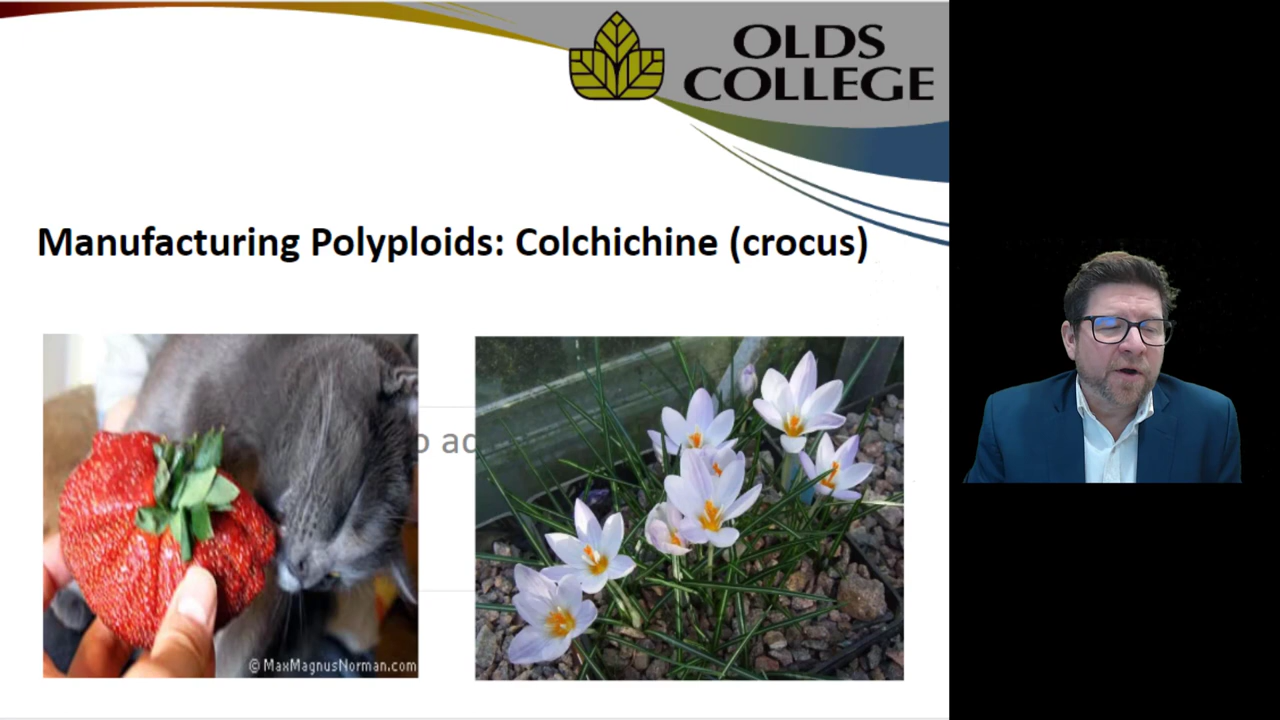 OLDS
COLLEGE
Manufacturing Polyploids: Colchichine (crocus)
© MaxMagnusNorman.com